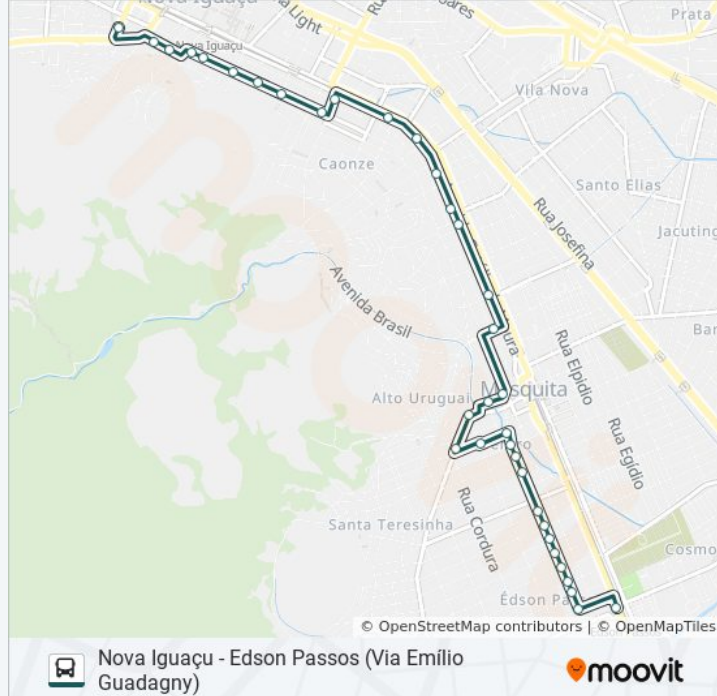 Nova Iguaçu
Light
Prata
Nova Iguaçu
Vila Nova
Caonze
Santo Elias
Rua Josefina
Jacutinga
Avenida Brasil
Rua Elpidio
Mesquita
Alto Uruguai
Rua Egídio
Centro
Rua Cordura
Santa Teresinha
Cosmo
Édson Pa
© OpenStreetMap contributors | © OpenMapTiles
Nova Iguaçu - Edson Passos (Via Emílio
Guadagny)
moovit